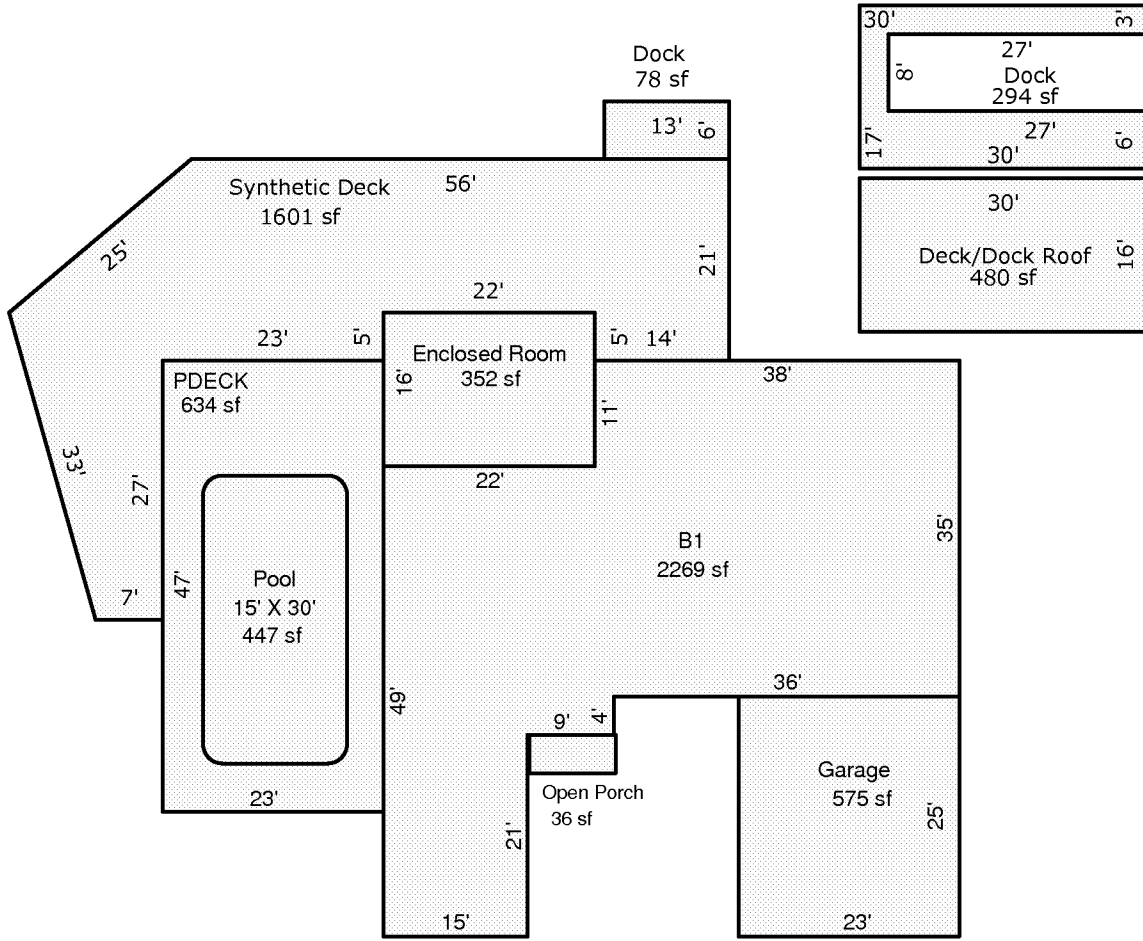 30'
3'
27'
8'
Dock
294 sf
27'
17'
30'
6'
Dock
78 sf
13'
6'
Synthetic Deck
56'
1601 sf
25'
21'
30'
Deck/Dock Roof
480 sf
16'
22'
23'
5'
5'
14'
Enclosed Room
352 sf
PDECK
634 sf
16'
11'
38'
33'
27'
22'
35'
B1
2269 sf
47'
7'
Pool
15' X 30'
447 sf
49'
36'
9'
4'
Open Porch
36 sf
Garage
575 sf
23'
21'
25'
15'
23'